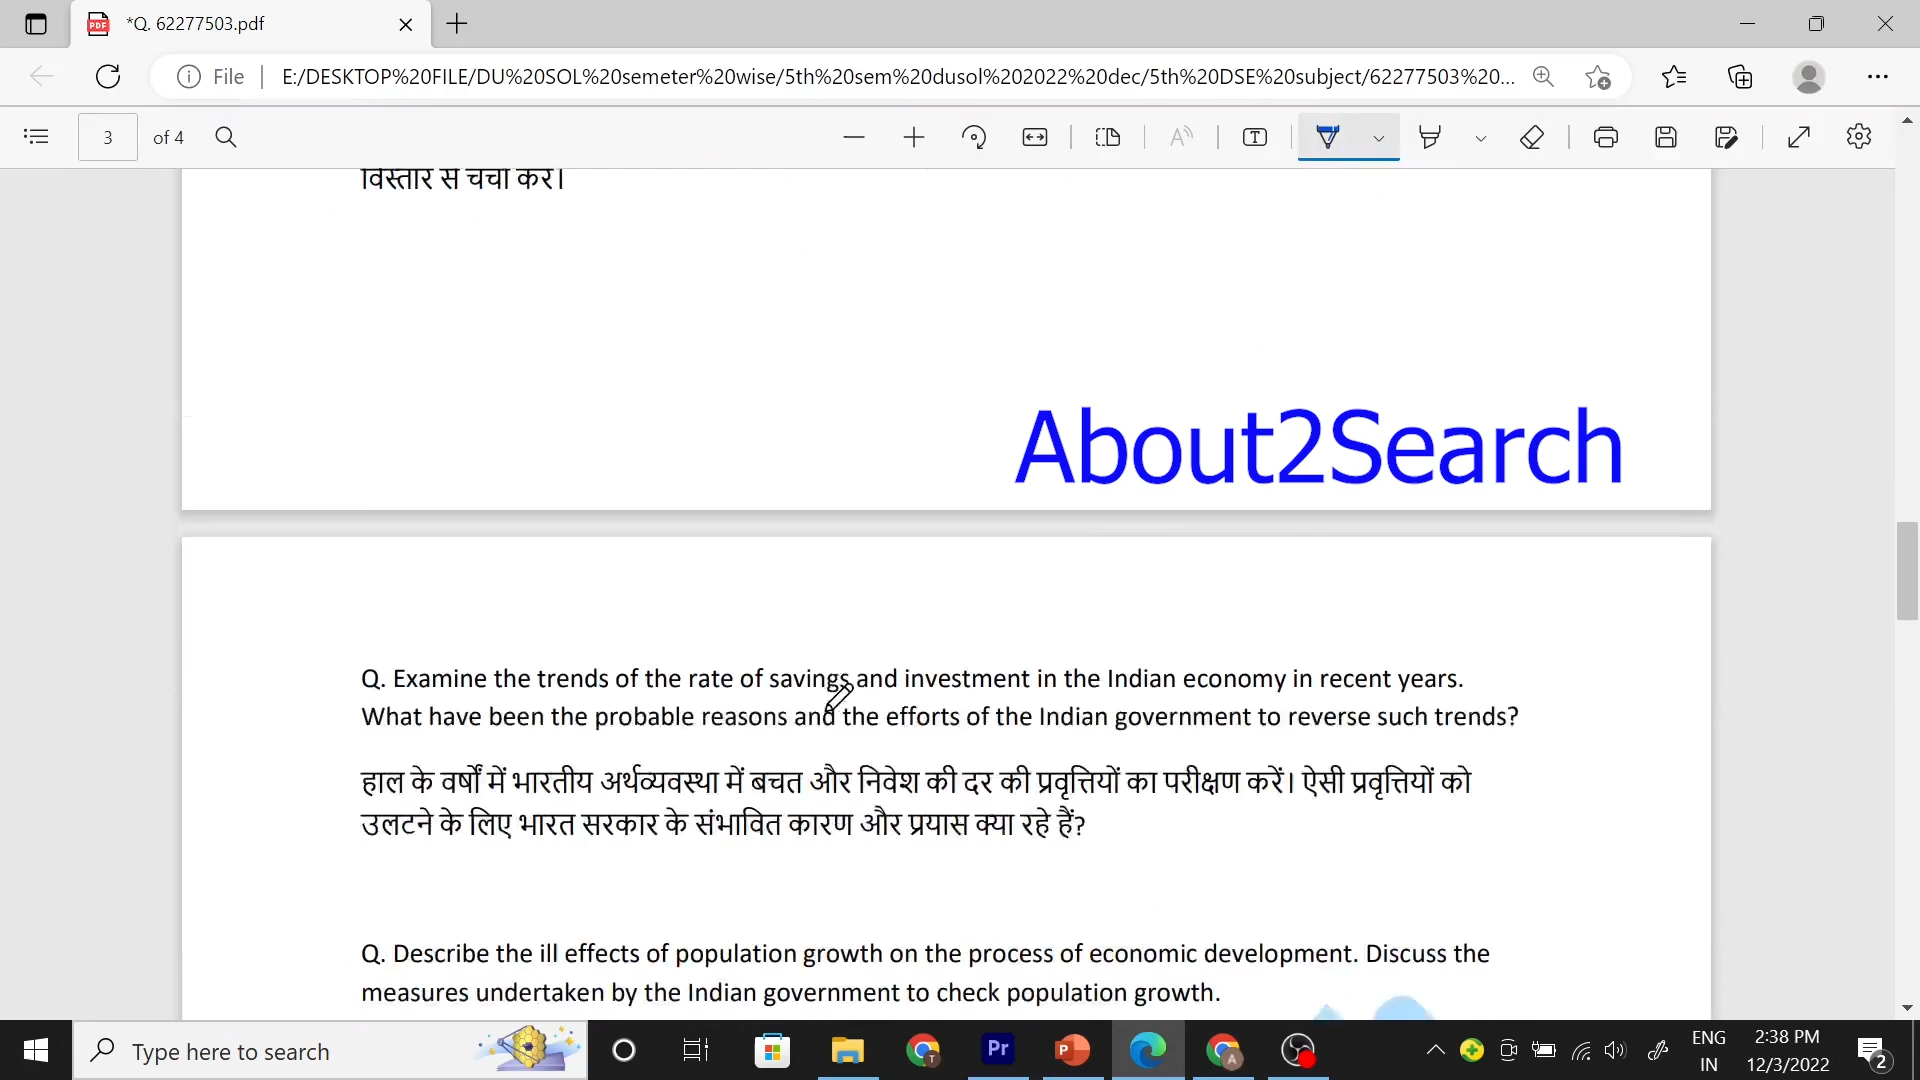 *Q. 62277503.pdf
File
E:/DESKTOP%20FILE/DU%20SOL%20semeter%20wise/5th%20sem%20dusol%202022%20dec/5th%20DSE%20subject/62277503%20...
3
of 4
विस्तार से चर्चा करें।
About2Search
Q. Examine the trends of the rate of savings and investment in the Indian economy in recent years.
What have been the probable reasons and the efforts of the Indian government to reverse such trends?
हाल के वर्षों में भारतीय अर्थव्यवस्था में बचत और निवेश की दर की प्रवृत्तियों का परीक्षण करें। ऐसी प्रवृत्तियों को
उलटने के लिए भारत सरकार के संभावित कारण और प्रयास क्या रहे हैं?
Q. Describe the ill effects of population growth on the process of economic development. Discuss the
measures undertaken by the Indian government to check population growth.
Type here to search
Pr
P
T
A
ENG
IN
2:38 PM
12/3/2022
2